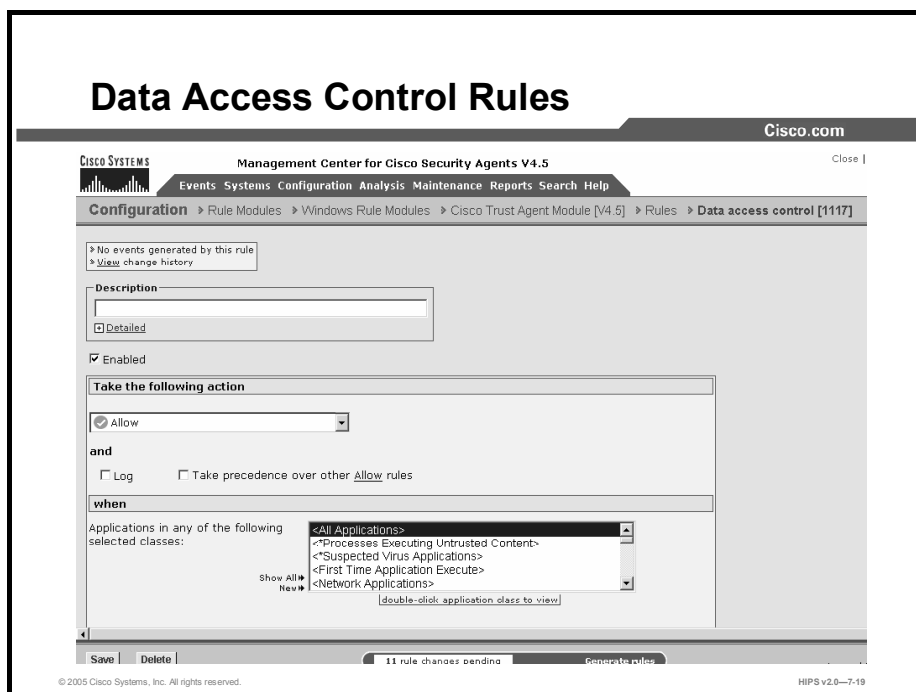 Data Access Control Rules
Cisco.com
CISCO SYSTEMS
Management Center for Cisco Security Agents V4.5
Close |
Events Systems Configuration Analysis Maintenance Reports Search Help
Configuration > Rule Modules > Windows Rule Modules > Cisco Trust Agent Module [V4.5] > Rules > Data access control [1117]
» No events generated by this rule
» View change history
Description
Detailed
Enabled
Take the following action
Allow
and
Log Take precedence over other Allow rules
when
Applications in any of the following
selected classes:
<All Applications>
<*Processes Executing Untrusted Content>
<*Suspected Virus Applications>
<First Time Application Execute>
<Network Applications>
Show All
New
double-click application class to view
Save Delete 11 rule changes pending Generate rules
© 2005 Cisco Systems, Inc. All rights reserved.
HIPS v2.0—7-19